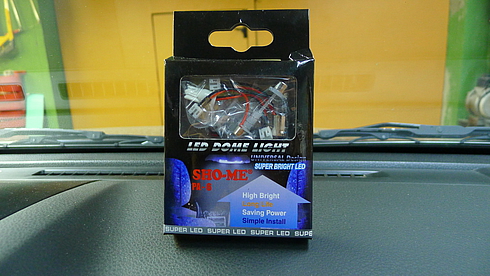 LED DOME LIGHT
UNIVERSAL Design
SUPER BRIGHT LED
SHO-ME
High Bright
Saving Power
Simple Install
SUPER LED SUPER LED SUPER LED SUPER